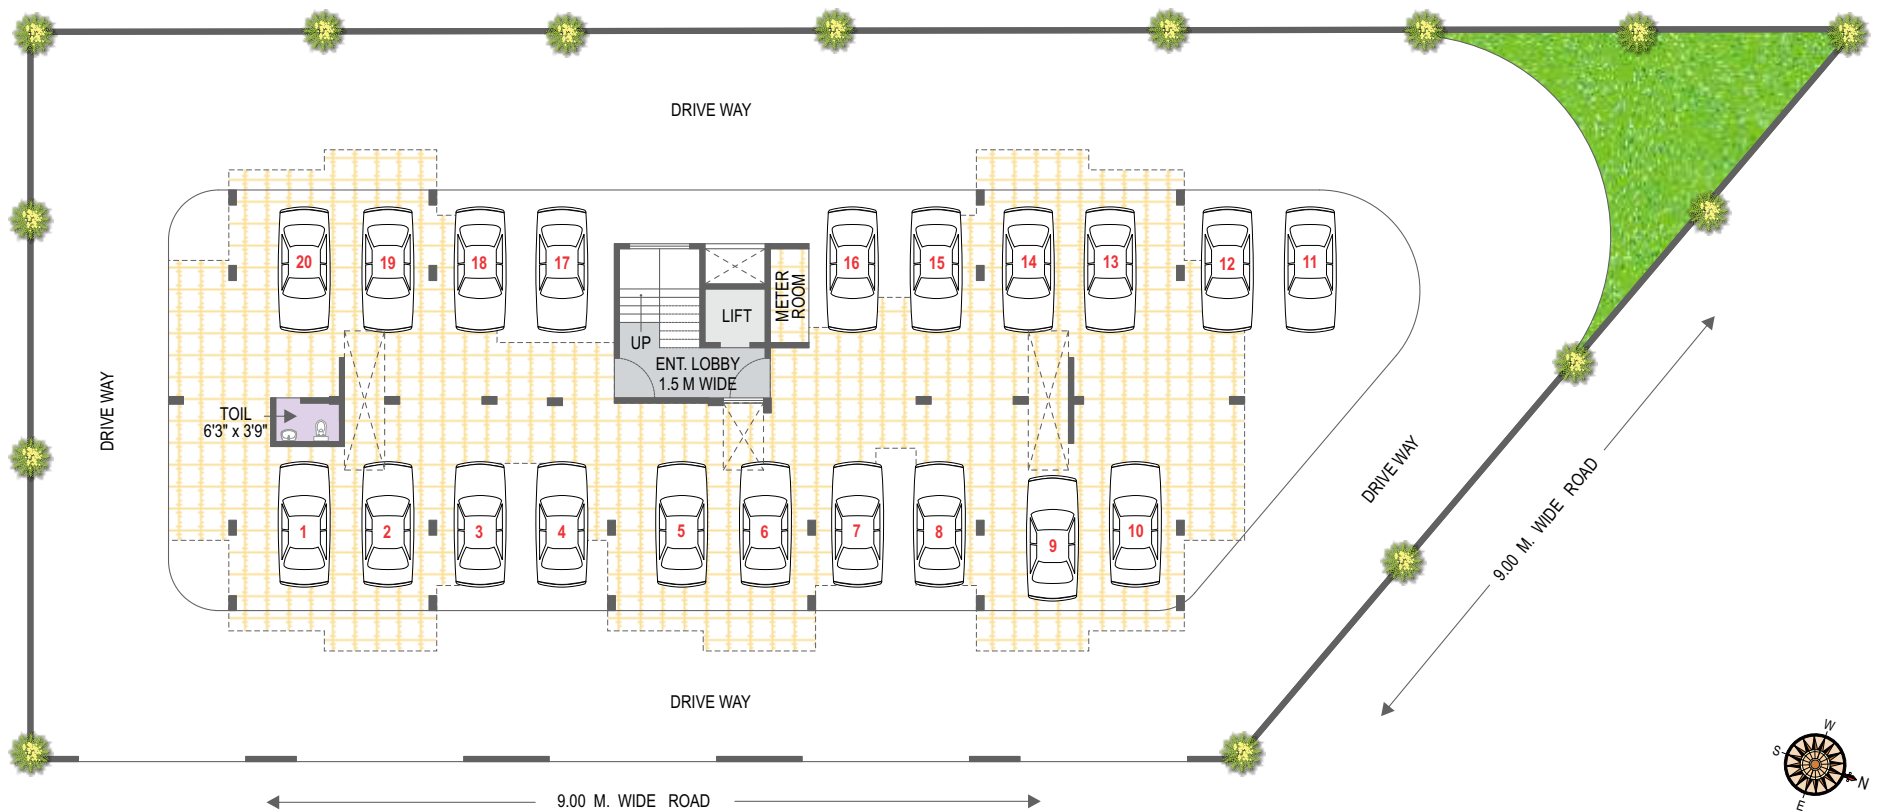 DRIVE WAY
20
19
18
17
16
15
14
13
12
11
METER
ROOM
LIFT
UP
ENT. LOBBY
1.5 M WIDE
DRIVE WAY
TOIL
6'3" x 3'9"
DRIVE WAY
1
2
3
4
5
6
7
8
9
10
9.00 M. WIDE ROAD
DRIVE WAY
9.00 M. WIDE ROAD
W
S
N
E